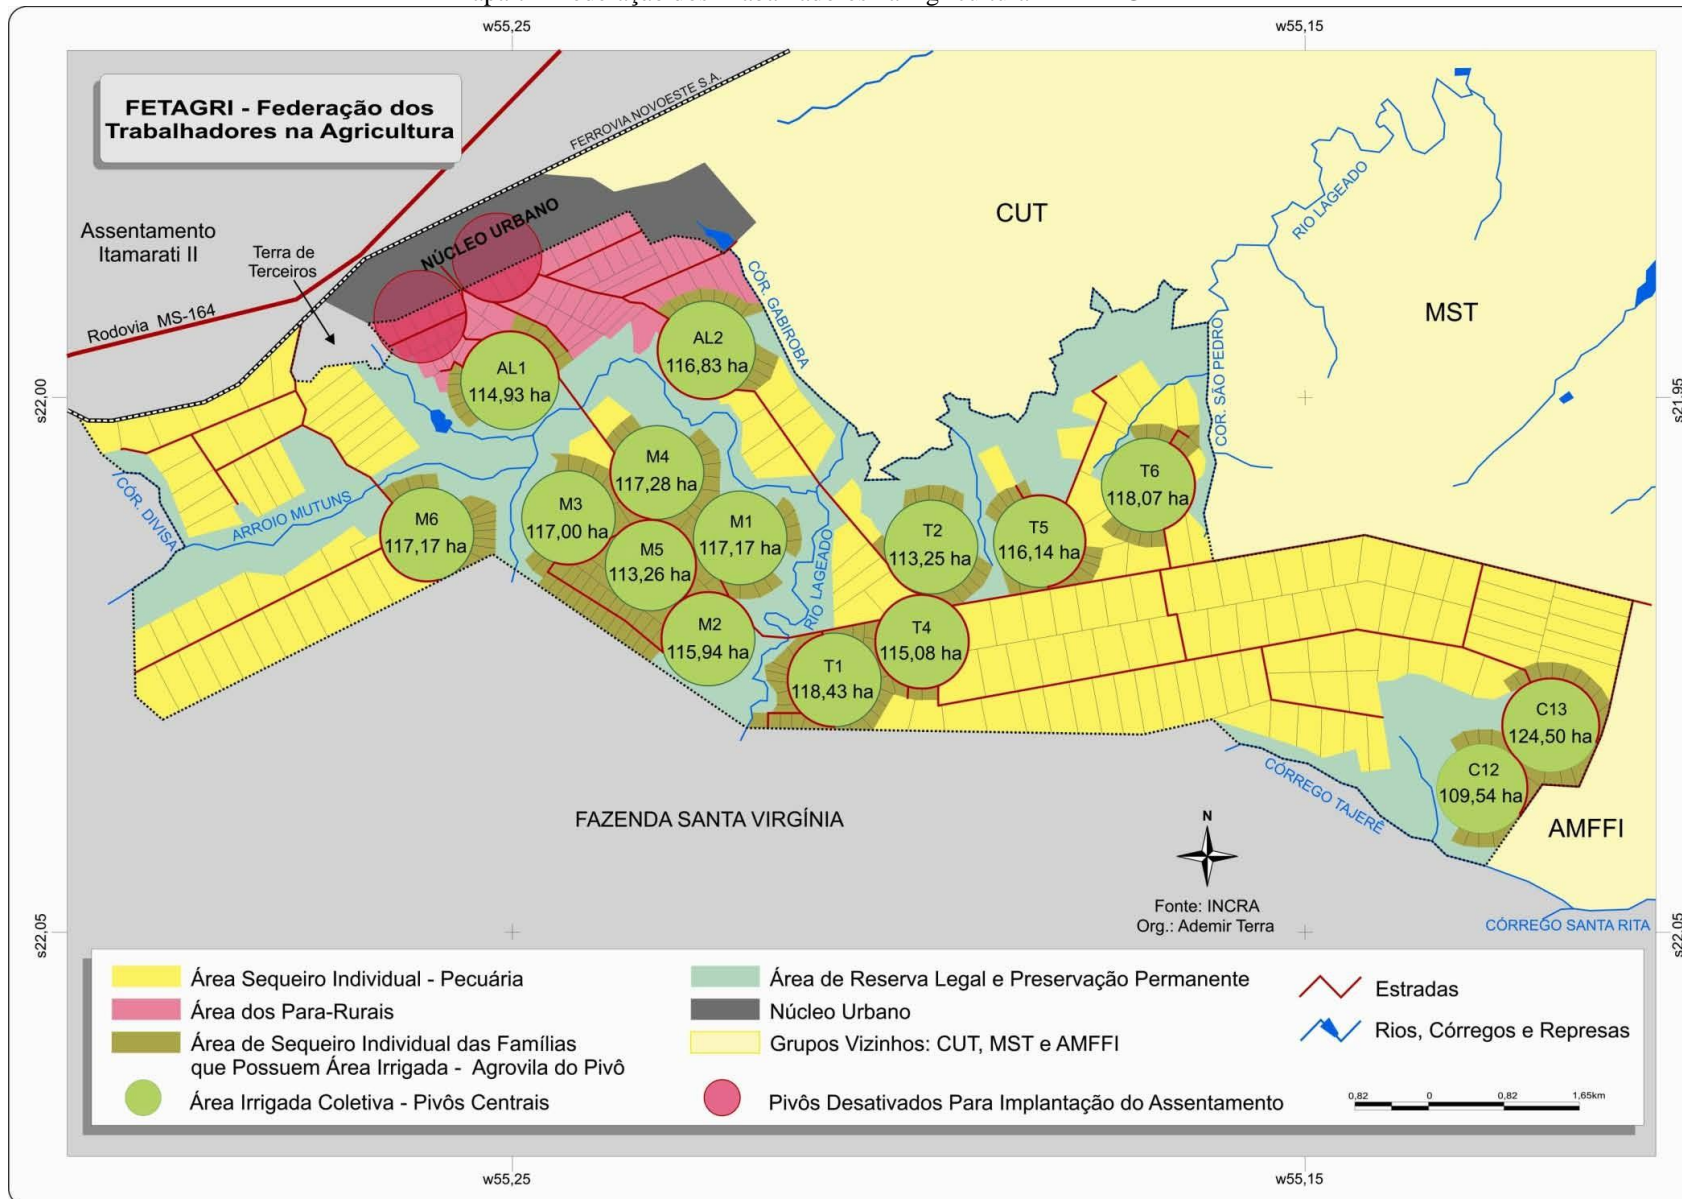 w55,25
w55,15
FETAGRI - Federação dos
Trabalhadores na Agricultura
FERROVIA NOVOESTE S.A.
Assentamento
Itamarati II
Terra de
Terceiros
NÚCLEO URBANO
Rodovia MS-164
CUT
RIO LAGEADO
MST
CÓR. GABIROBA
COR. SÃO PEDRO
s22,00
s21,95
AL1
114,93 ha
AL2
116,83 ha
M4
117,28 ha
M3
117,00 ha
M6
117,17 ha
M1
117,17 ha
M5
113,26 ha
M2
115,94 ha
T6
118,07 ha
T2
113,25 ha
T5
116,14 ha
T4
115,08 ha
T1
118,43 ha
C13
124,50 ha
C12
109,54 ha
CÓR. DIVISA
ARROIO MUTUNS
RIO LAGEADO
FAZENDA SANTA VIRGÍNIA
CÓRREGO TAJERÊ
AMFFI
N
Fonte: INCRA
Org.: Ademir Terra
CÓRREGO SANTA RITA
s22,05
s22,05
Área Sequeiro Individual - Pecuária
Área dos Para-Rurais
Área de Sequeiro Individual das Famílias
que Possuem Área Irrigada - Agrovila do Pivô
Área Irrigada Coletiva - Pivôs Centrais
Área de Reserva Legal e Preservação Permanente
Núcleo Urbano
Grupos Vizinhos: CUT, MST e AMFFI
Pivôs Desativados Para Implantação do Assentamento
Estradas
Rios, Córregos e Represas
0,82 0 0,82 1,65km
w55,25
w55,15